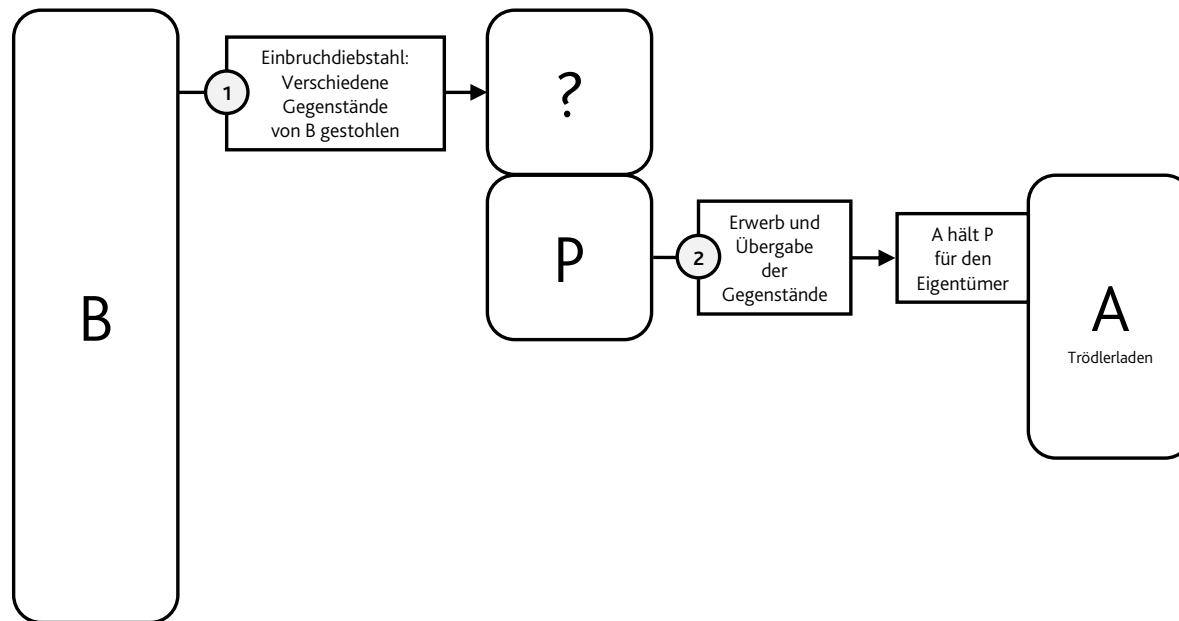 B
1
Einbruchdiebstahl:
Verschiedene
Gegenstände
von B gestohlen
?
P
2
Erwerb und
Übergabe
der
Gegenstände
A hält P
für den
Eigentümer
A
Trödlerladen